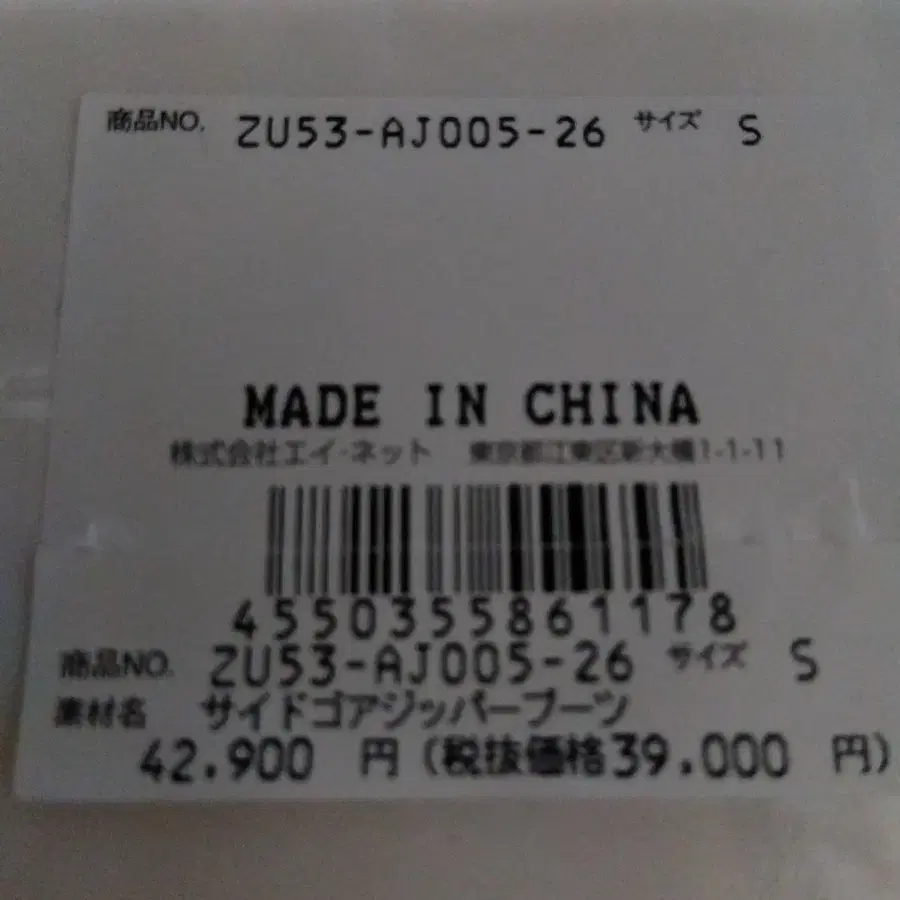 商品NO. ZU53-AJ005-26 サイズ S
MADE IN CHINA
株式会社エイ・ネット 東京都江東区新大橋1-1-11
4550355861178
商品NO. ZU53-AJ005-26 サイズ S
素材名 サイドゴアジッパーブーツ
42.900 円(税抜価格39.000 円)